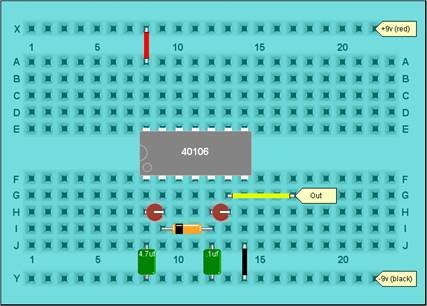 X +9v (red)
1 5 10 15 20
A A
B B
C C
D D
E E
40106
F F
G Out G
H H
I I
J 4.7uf .1uf J
1 5 10 15 20
Y -9v (black)